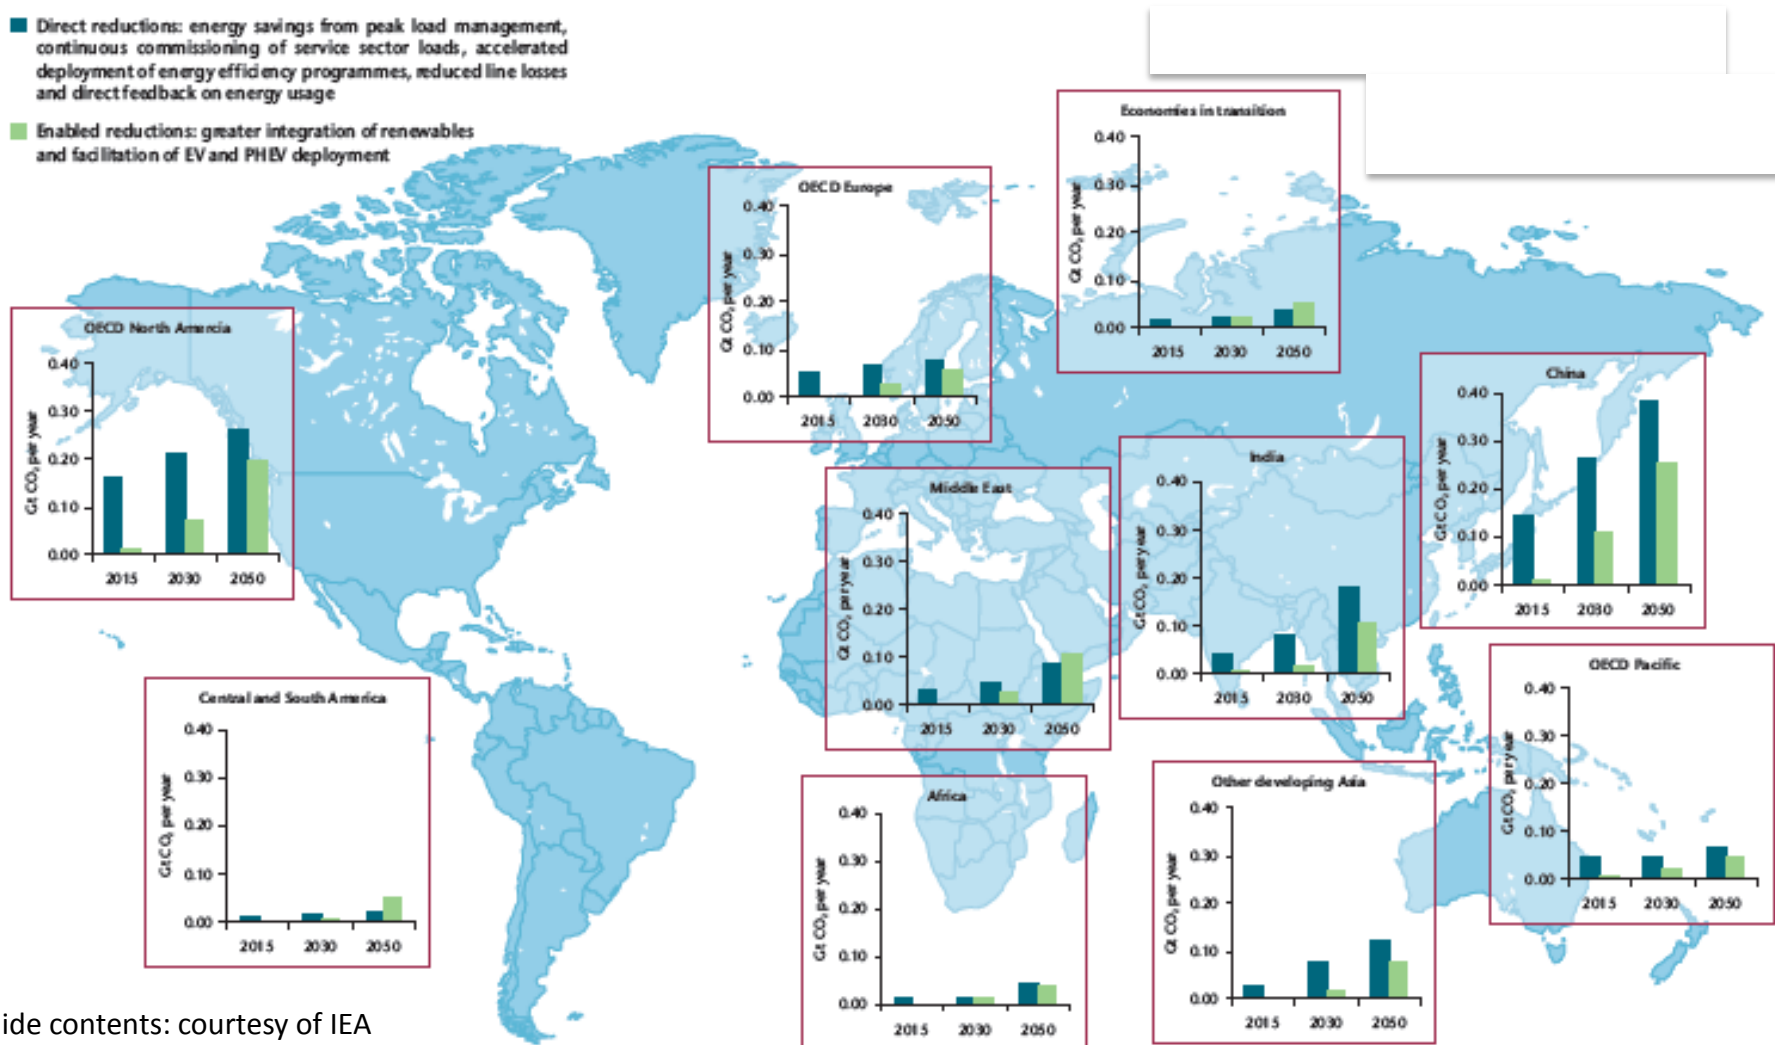 Direct reductions: energy savings from peak load management,
continuous commissioning of service sector loads, accelerated
deployment of energy efficiency programmes, reduced line losses
and direct feedback on energy usage
Enabled reductions: greater integration of renewables
and facilitation of EV and PHEV deployment
Economies in transition
0.40
0.30
0.20
0.10
0.00
Gt CO₂ per year
2015 2030 2050
OECD Europe
0.40
0.30
0.20
0.10
0.00
Gt CO₂ per year
2015 2030 2050
OECD North Amercia
0.40
0.30
0.20
0.10
0.00
Gt CO₂ per year
2015 2030 2050
China
0.40
0.30
0.20
0.10
0.00
Gt CO₂ per year
2015 2030 2050
India
0.40
0.30
0.20
0.10
0.00
Gt CO₂ per year
2015 2030 2050
Middle East
0.40
0.30
0.20
0.10
0.00
Gt CO₂ per year
2015 2030 2050
OECD Pacific
0.40
0.30
0.20
0.10
0.00
Gt CO₂ per year
2015 2030 2050
Central and South America
0.40
0.30
0.20
0.10
0.00
Gt CO₂ per year
2015 2030 2050
Other developing Asia
0.40
0.30
0.20
0.10
0.00
Gt CO₂ per year
2015 2030 2050
Africa
0.40
0.30
0.20
0.10
0.00
Gt CO₂ per year
2015 2030 2050
ide contents: courtesy of IEA